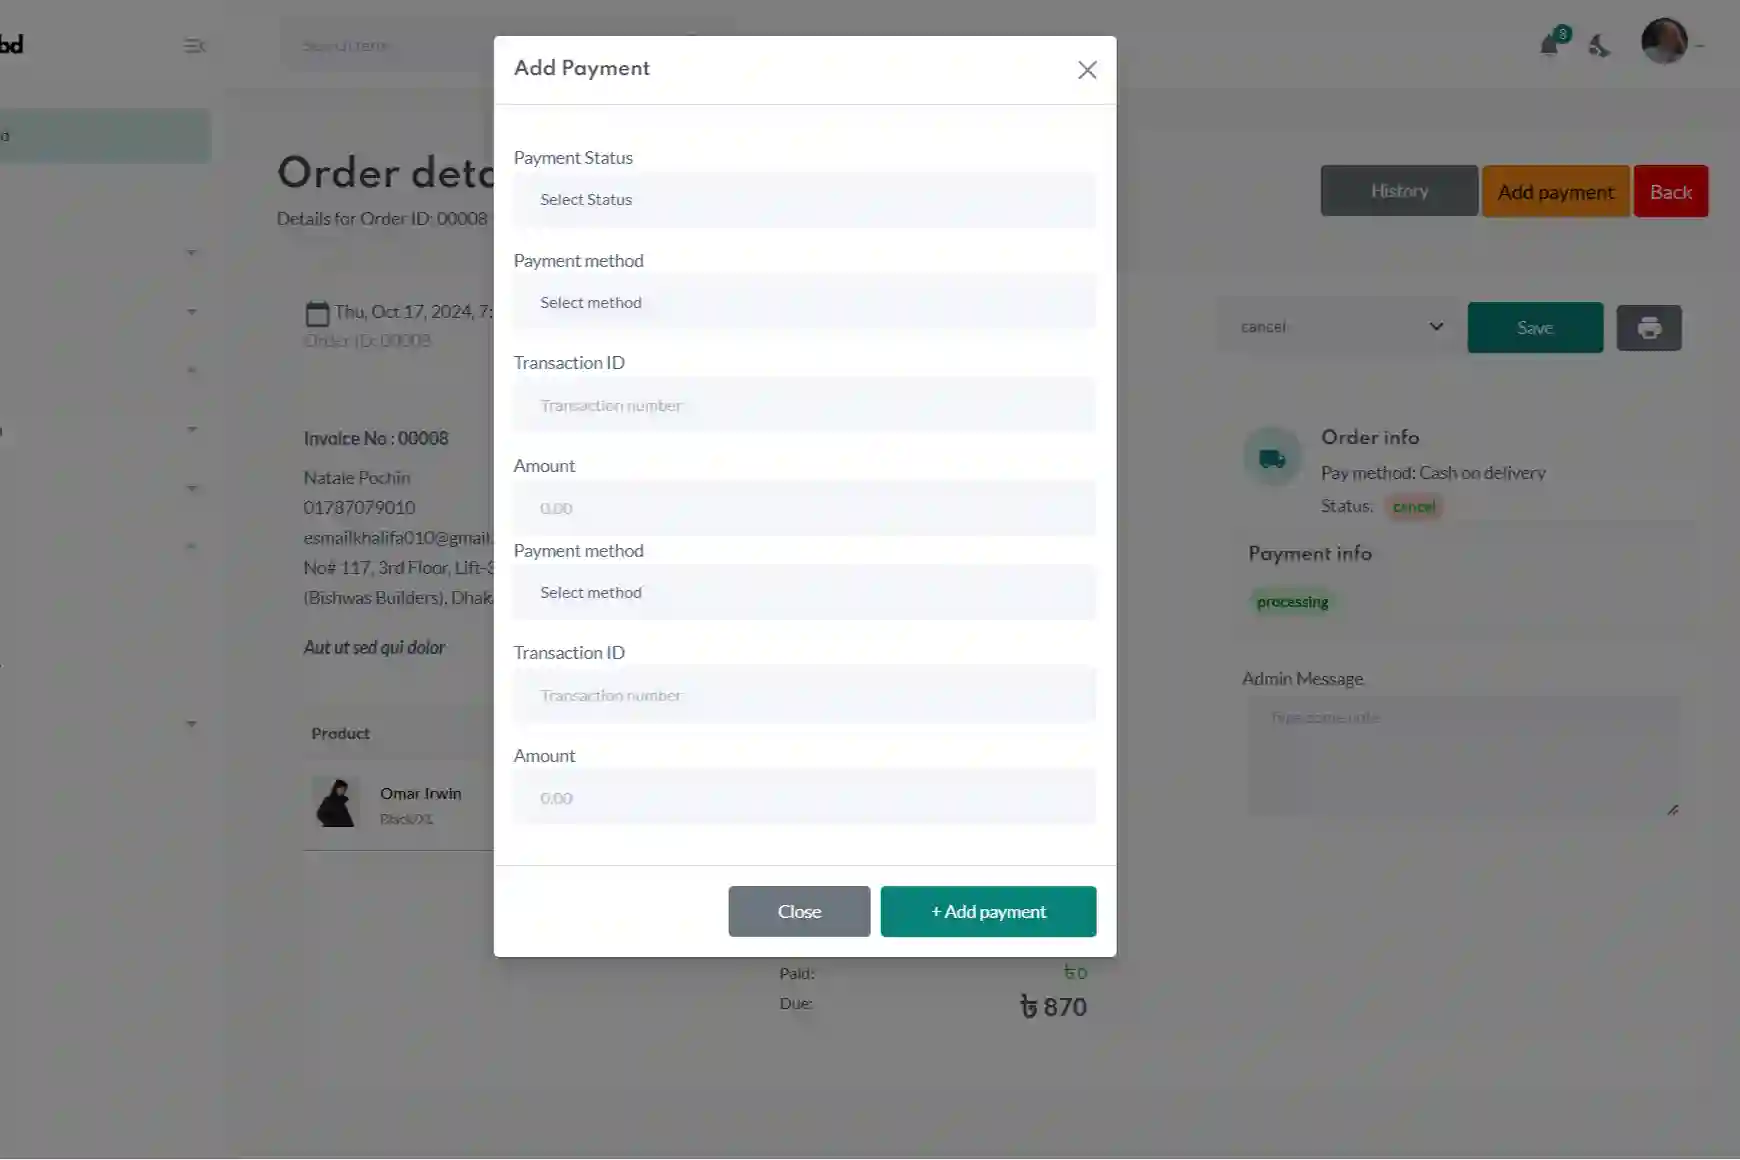 bd
Search term
8
Add Payment
Order deta
Details for Order ID: 00008
History
Add payment
Back
Payment Status
Select Status
Payment method
Select method
Thu, Oct 17, 2024, 7:
Order ID: 00008
cancel
Save
Transaction ID
Transaction number
Invoice No : 00008
Natale Pochin
01787079010
esmailkhalifa010@gmail.
No# 117, 3rd Floor, Lift-3
(Bishwas Builders), Dhak
Aut ut sed qui dolor
Amount
0.00
Payment method
Select method
Transaction ID
Transaction number
Amount
0.00
Order info
Pay method: Cash on delivery
Status: cancel
Payment info
processing
Admin Message
Type some note
Product
Omar Irwin
Black/XL
Close
+ Add payment
Paid:
৳ 0
Due:
৳ 870